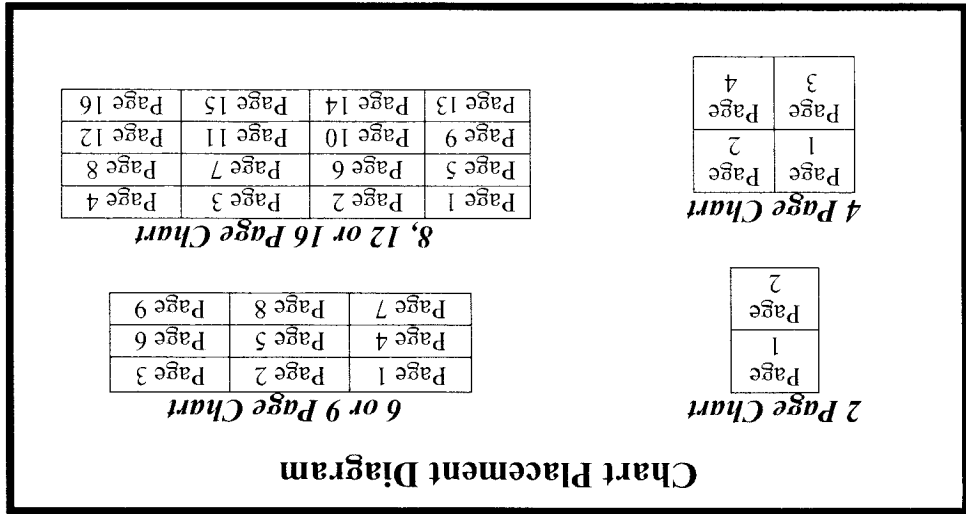 Chart Placement Diagram
2 Page Chart
Page
1
Page
2
6 or 9 Page Chart
Page 1 Page 2 Page 3
Page 4 Page 5 Page 6
Page 7 Page 8 Page 9
4 Page Chart
Page Page
1 2
Page Page
3 4
8, 12 or 16 Page Chart
Page 1 Page 2 Page 3 Page 4
Page 5 Page 6 Page 7 Page 8
Page 9 Page 10 Page 11 Page 12
Page 13 Page 14 Page 15 Page 16